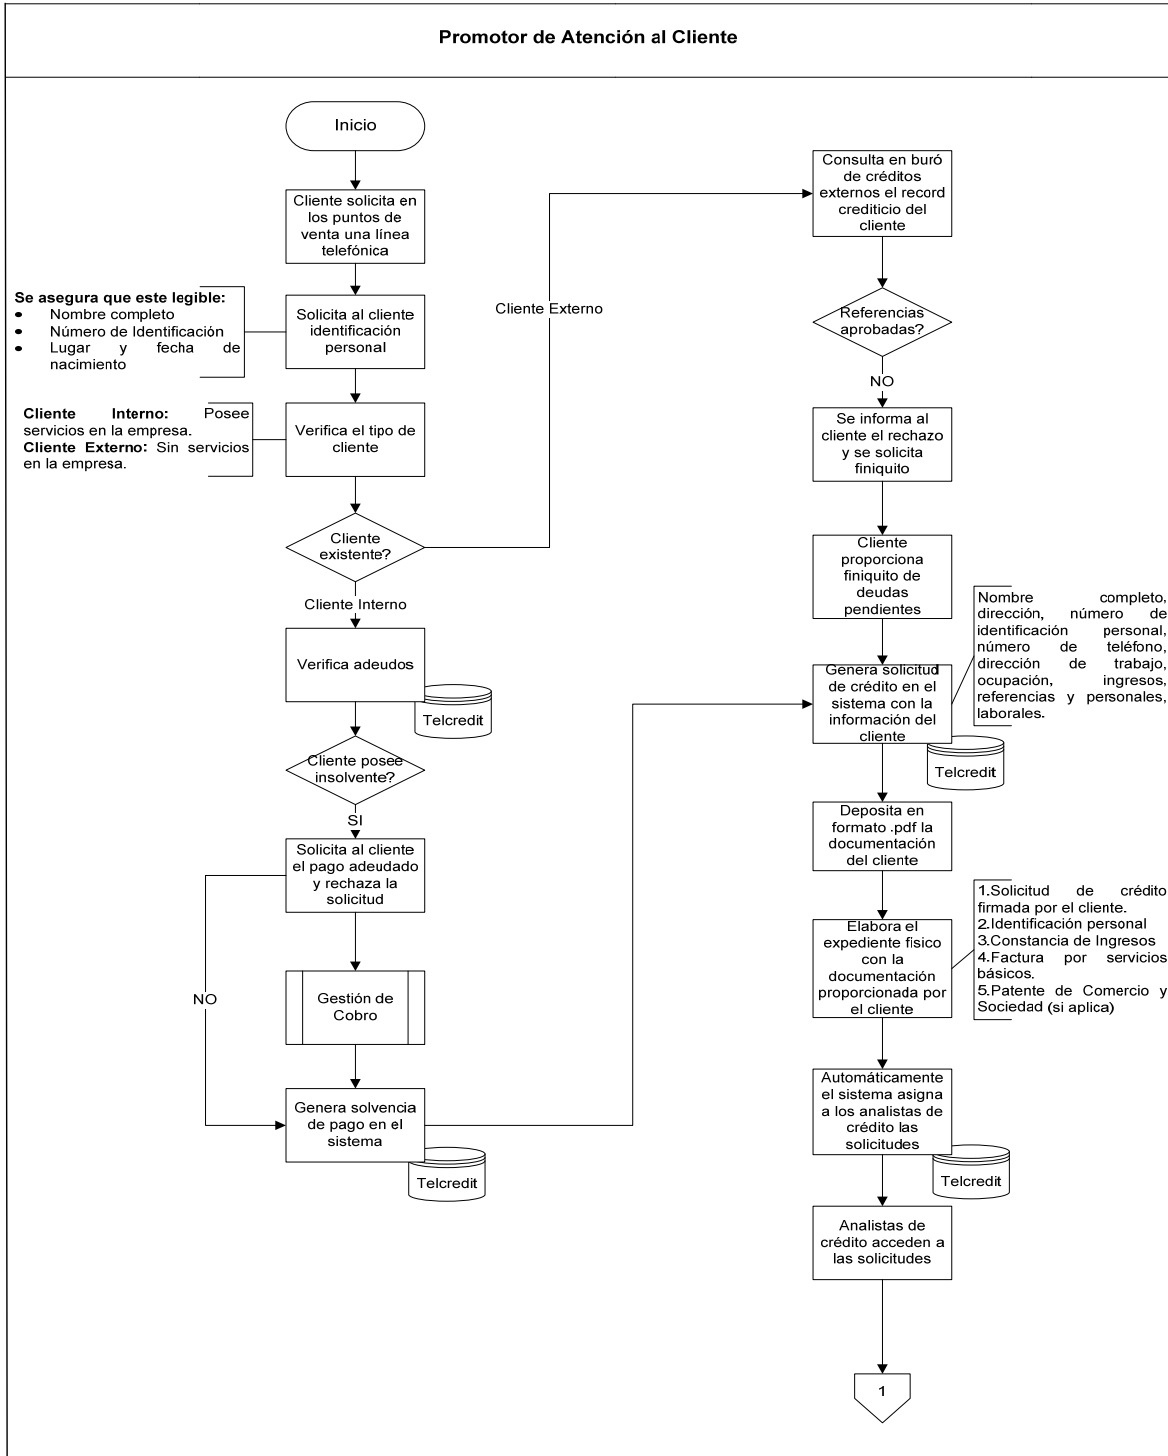 Promotor de Atención al Cliente
Inicio
Cliente solicita en
los puntos de
venta una línea
telefónica
Se asegura que este legible:
• Nombre completo
• Número de Identificación
• Lugar y fecha de
nacimiento
Solicita al cliente
identificación
personal
Cliente Interno: Posee
servicios en la empresa.
Cliente Externo: Sin servicios
en la empresa.
Verifica el tipo de
cliente
Cliente
existente?
Cliente Externo
Cliente Interno
Verifica adeudos
Telcredit
Cliente posee
insolvente?
SI
Solicita al cliente
el pago adeudado
y rechaza la
solicitud
NO
Gestión de
Cobro
Genera solvencia
de pago en el
sistema
Telcredit
Consulta en buró
de créditos
externos el record
crediticio del
cliente
Referencias
aprobadas?
NO
Se informa al
cliente el rechazo
y se solicita
finiquito
Cliente
proporciona
finiquito de
deudas
pendientes
Genera solicitud
de crédito en el
sistema con la
información del
cliente
Nombre completo,
dirección, número de
identificación personal,
número de teléfono,
dirección de trabajo,
ocupación, ingresos,
referencias y personales,
laborales.
Telcredit
Deposita en
formato .pdf la
documentación
del cliente
Elabora el
expediente fisico
con la
documentación
proporcionada por
el cliente
1.Solicitud de crédito
firmada por el cliente.
2.Identificación personal
3.Constancia de Ingresos
4.Factura por servicios
básicos.
5.Patente de Comercio y
Sociedad (si aplica)
Automáticamente
el sistema asigna
a los analistas de
crédito las
solicitudes
Telcredit
Analistas de
crédito acceden a
las solicitudes
1